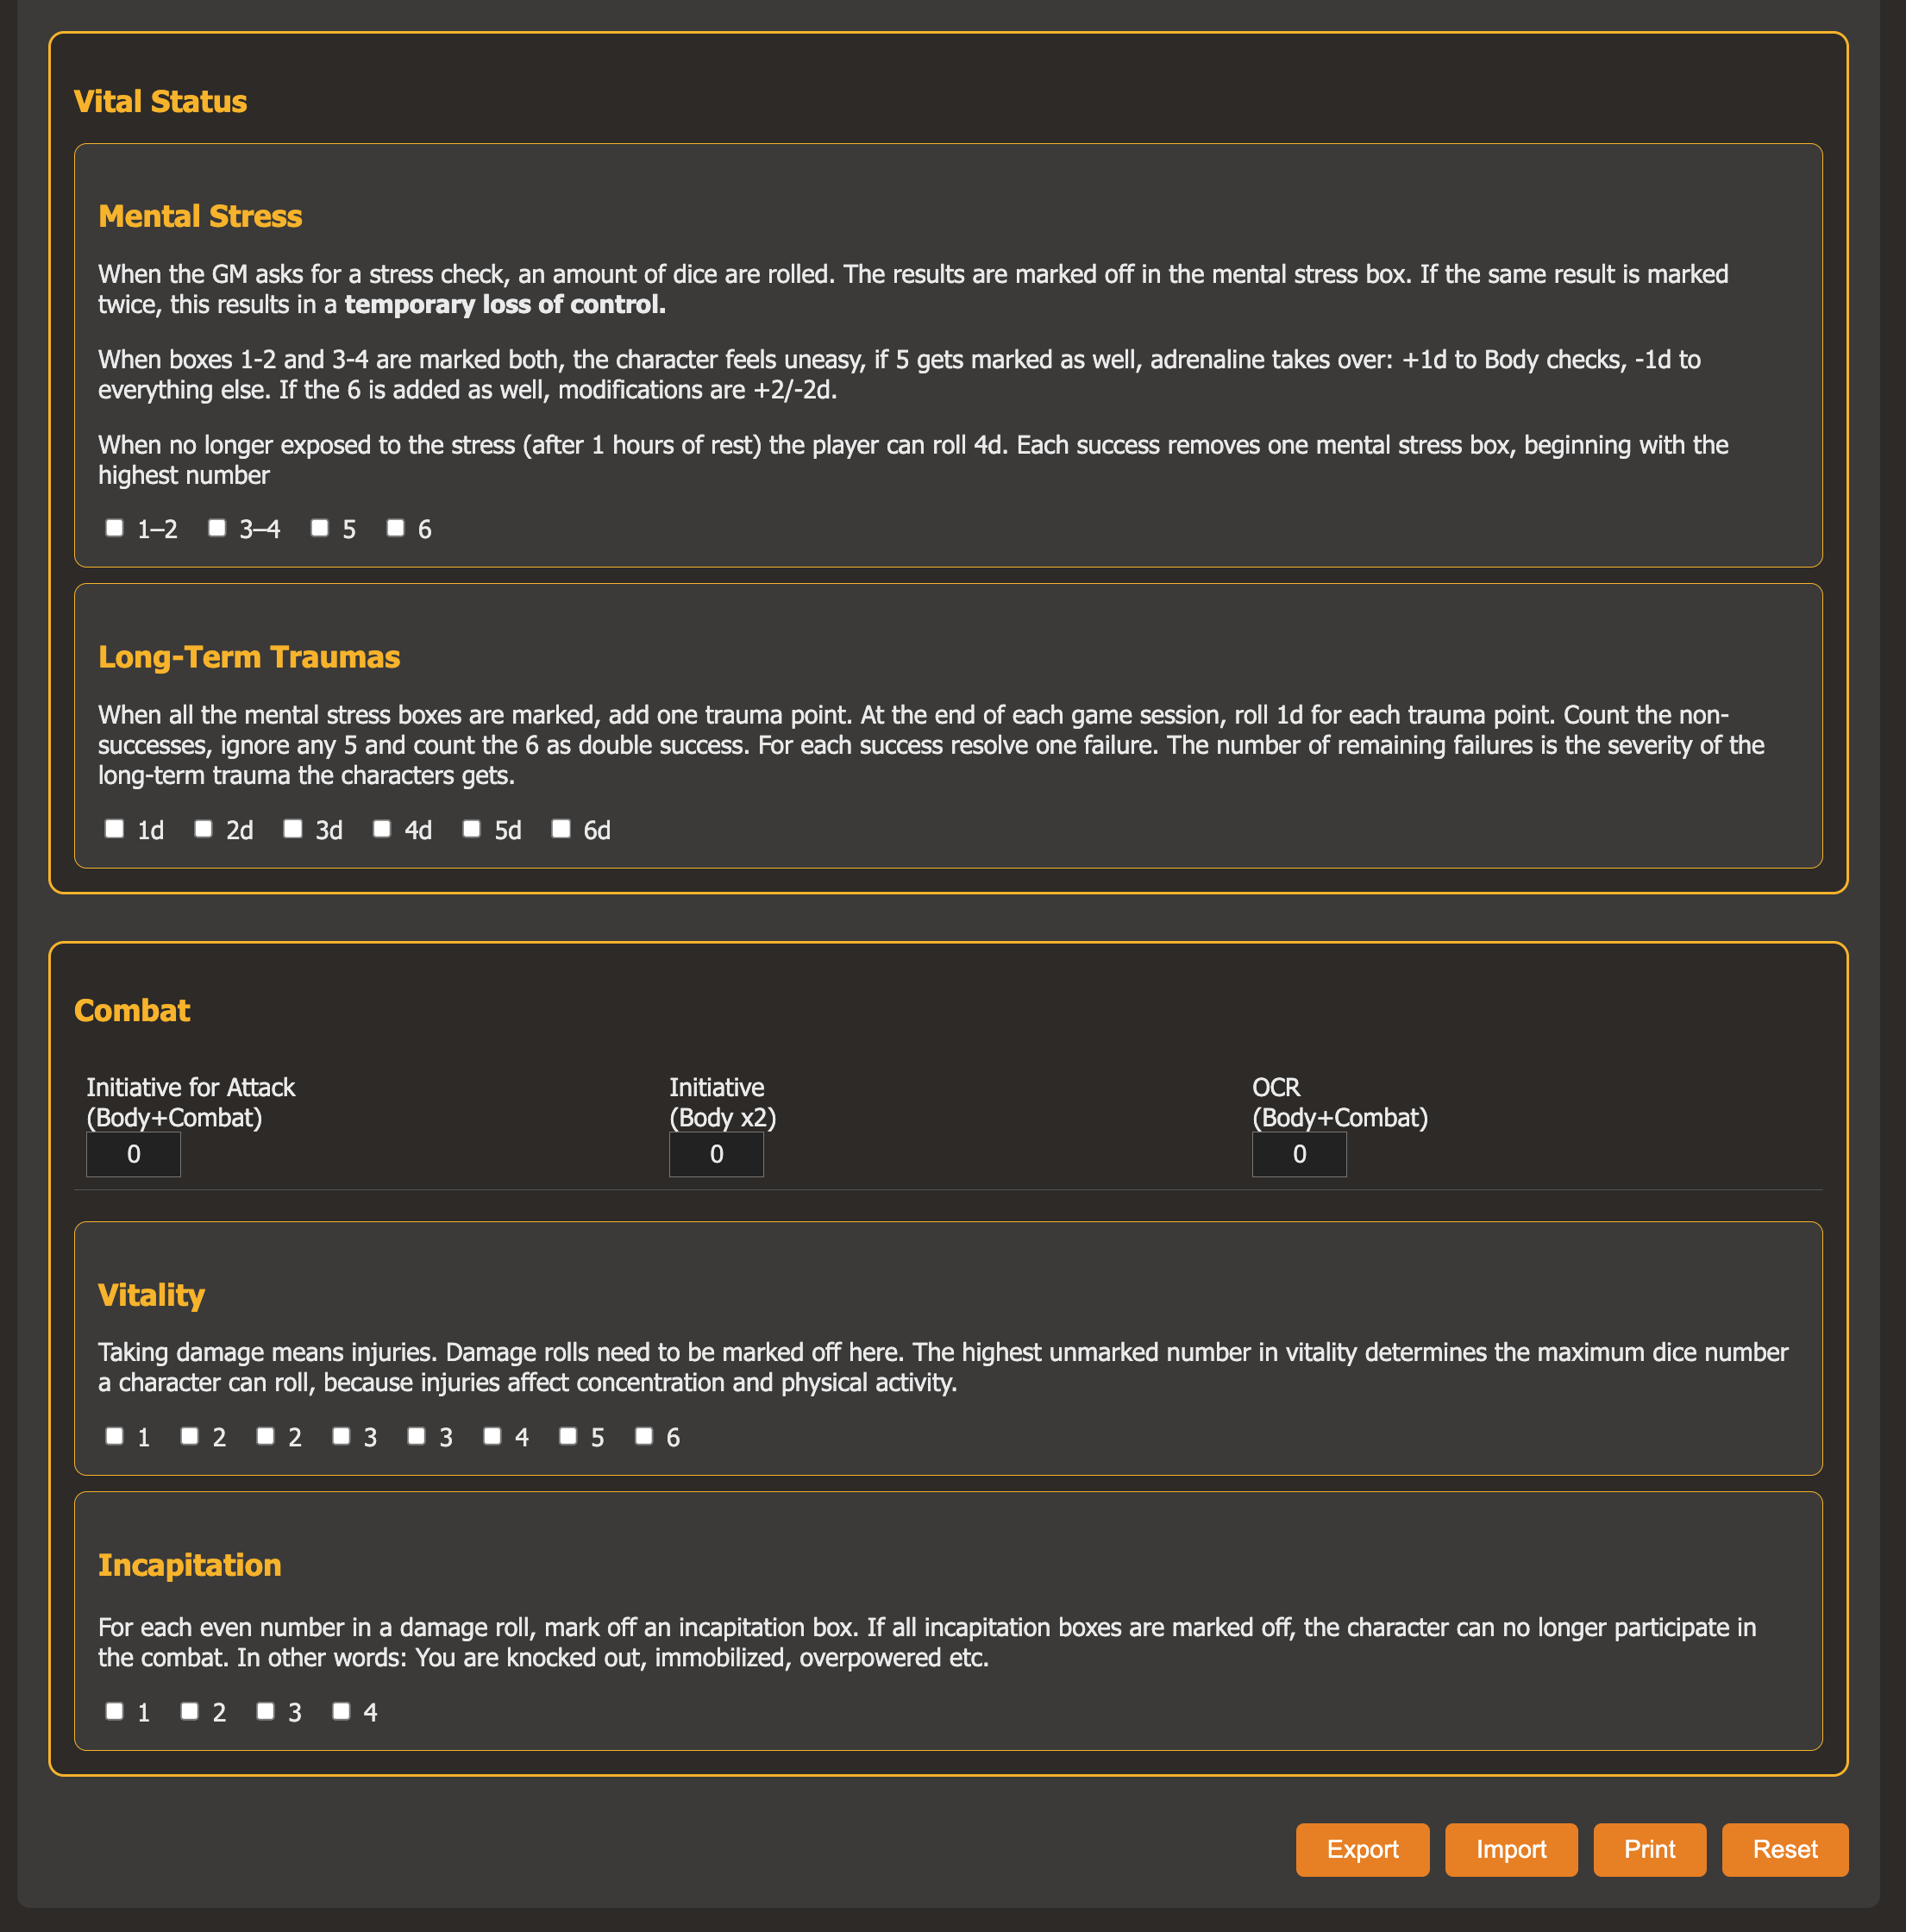 Vital Status
Mental Stress
When the GM asks for a stress check, an amount of dice are rolled. The results are marked off in the mental stress box. If the same result is marked
twice, this results in a temporary loss of control.
When boxes 1-2 and 3-4 are marked both, the character feels uneasy, if 5 gets marked as well, adrenaline takes over: +1d to Body checks, -1d to
everything else. If the 6 is added as well, modifications are +2/-2d.
When no longer exposed to the stress (after 1 hours of rest) the player can roll 4d. Each success removes one mental stress box, beginning with the
highest number
1–2 3–4 5 6
Long-Term Traumas
When all the mental stress boxes are marked, add one trauma point. At the end of each game session, roll 1d for each trauma point. Count the non-
successes, ignore any 5 and count the 6 as double success. For each success resolve one failure. The number of remaining failures is the severity of the
long-term trauma the characters gets.
1d 2d 3d 4d 5d 6d
Combat
Initiative for Attack
(Body+Combat)
0
Initiative
(Body x2)
0
OCR
(Body+Combat)
0
Vitality
Taking damage means injuries. Damage rolls need to be marked off here. The highest unmarked number in vitality determines the maximum dice number
a character can roll, because injuries affect concentration and physical activity.
1 2 2 3 3 4 5 6
Incapitation
For each even number in a damage roll, mark off an incapitation box. If all incapitation boxes are marked off, the character can no longer participate in
the combat. In other words: You are knocked out, immobilized, overpowered etc.
1 2 3 4
Export Import Print Reset